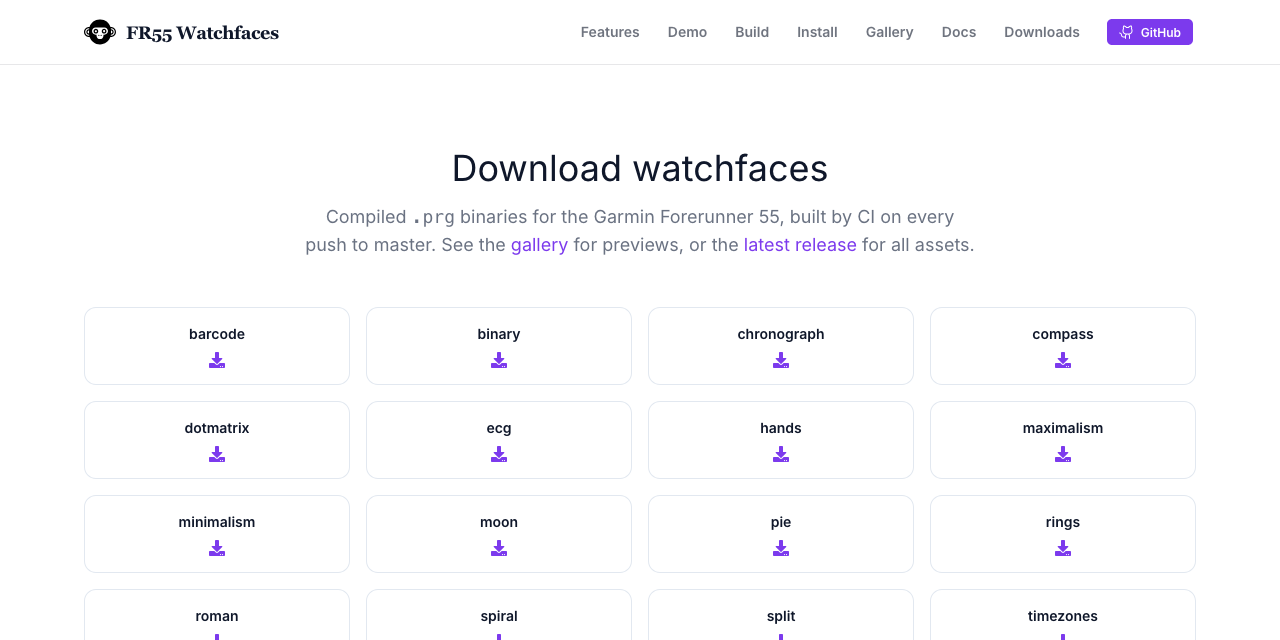 FR55 Watchfaces
Features
Demo
Build
Install
Gallery
Docs
Downloads
GitHub
Download watchfaces
Compiled .prg binaries for the Garmin Forerunner 55, built by CI on every
push to master. See the gallery for previews, or the latest release for all assets.
barcode
binary
chronograph
compass
dotmatrix
ecg
hands
maximalism
minimalism
moon
pie
rings
roman
spiral
split
timezones